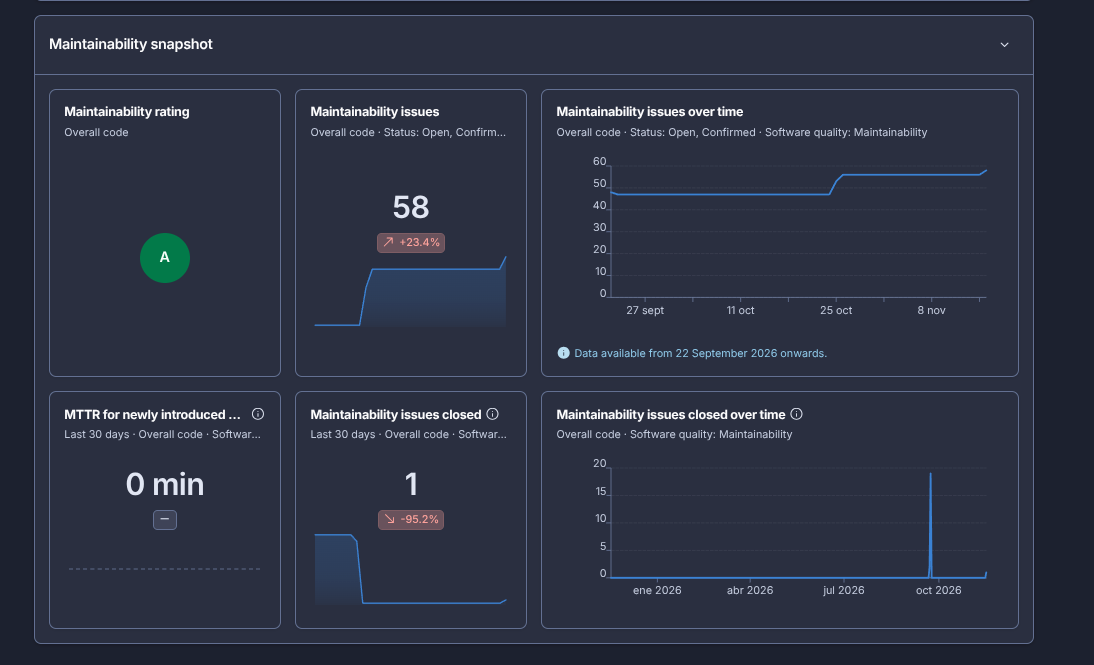 Maintainability snapshot
Maintainability rating
Overall code
A
Maintainability issues
Overall code · Status: Open, Confirm...
58
+23.4%
Maintainability issues over time
Overall code · Status: Open, Confirmed · Software quality: Maintainability
60
50
40
30
20
10
0
27 sept
11 oct
25 oct
8 nov
Data available from 22 September 2026 onwards.
MTTR for newly introduced ...
Last 30 days · Overall code · Softwar...
0 min
Maintainability issues closed
Last 30 days · Overall code · Softwar...
1
-95.2%
Maintainability issues closed over time
Overall code · Software quality: Maintainability
20
15
10
5
0
ene 2026
abr 2026
jul 2026
oct 2026